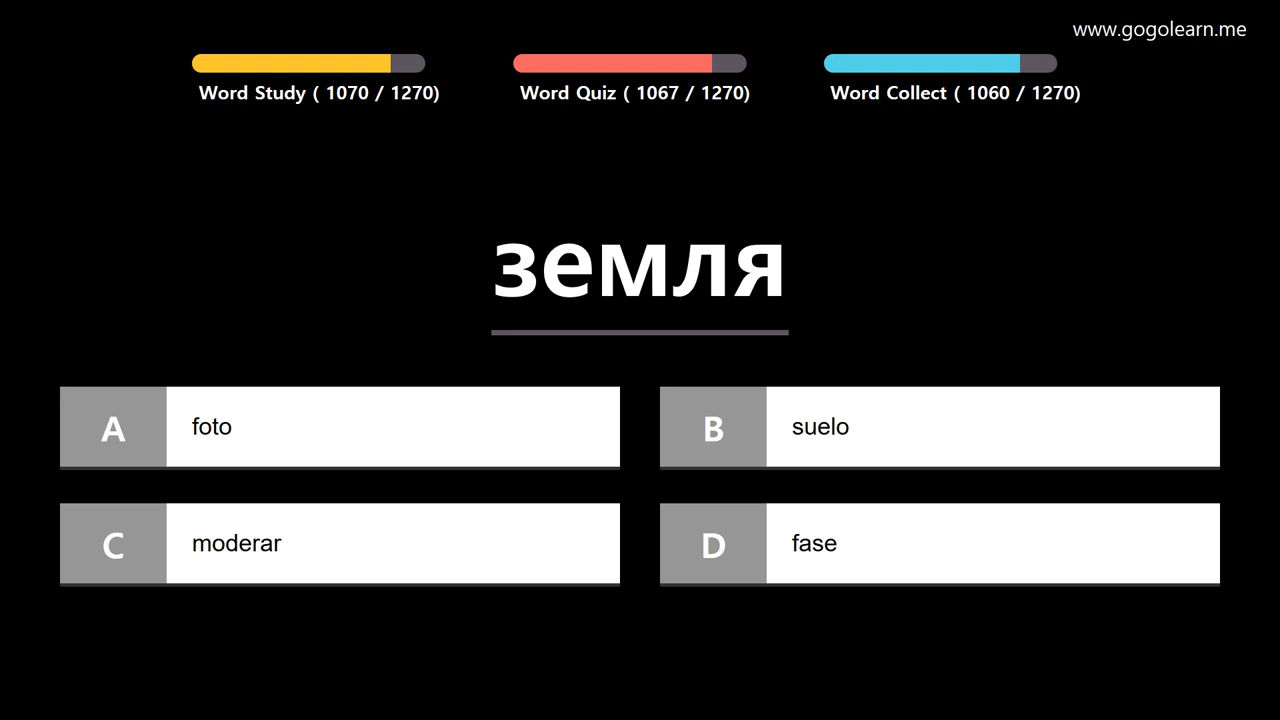 www.gogolearn.me
Word Study ( 1070 / 1270)
Word Quiz ( 1067 / 1270)
Word Collect ( 1060 / 1270)
земля
A foto
B suelo
C moderar
D fase